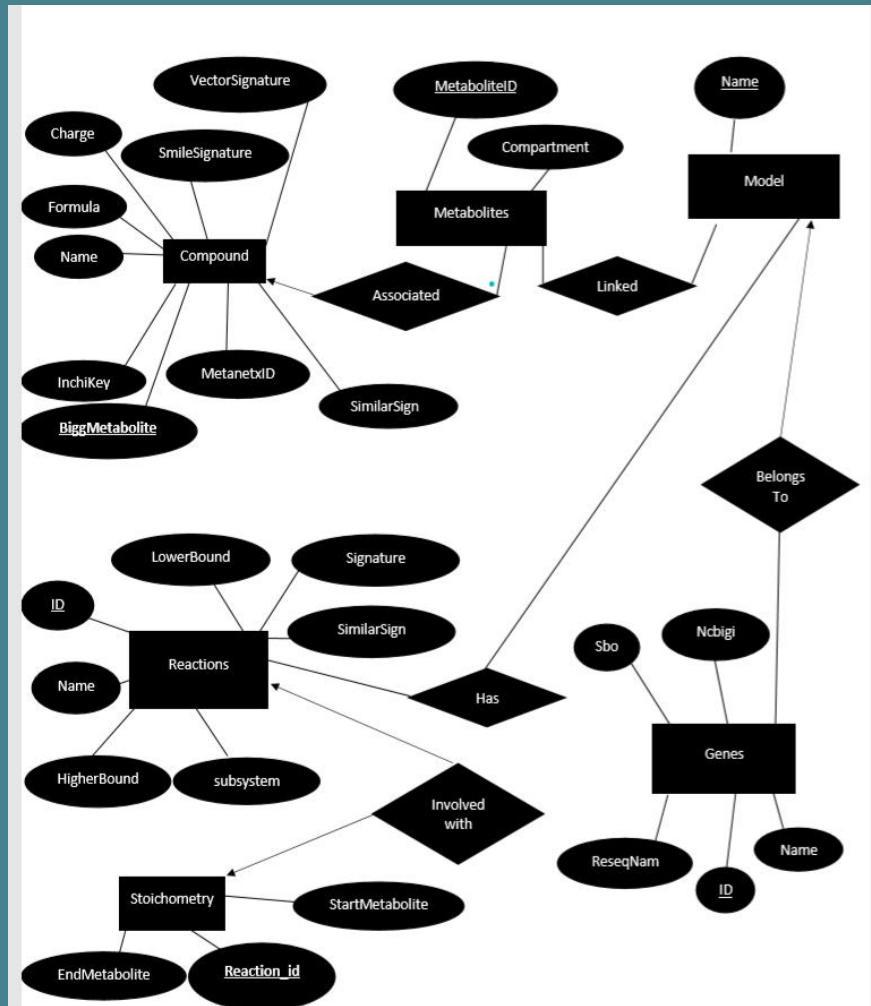 VectorSignature
MetaboliteID
Name
Charge
SmileSignature
Compartment
Model
Formula
Metabolites
Name
Compound
Associated
Linked
InchiKey
MetanetxID
SimilarSign
BiggMetabolite
Belongs
To
LowerBound
Signature
ID
SimilarSign
Sbo
Ncbigi
Reactions
Name
Has
HigherBound
subsystem
Genes
Involved
with
ReseqNam
Name
ID
Stoichometry
StartMetabolite
EndMetabolite
Reaction_id